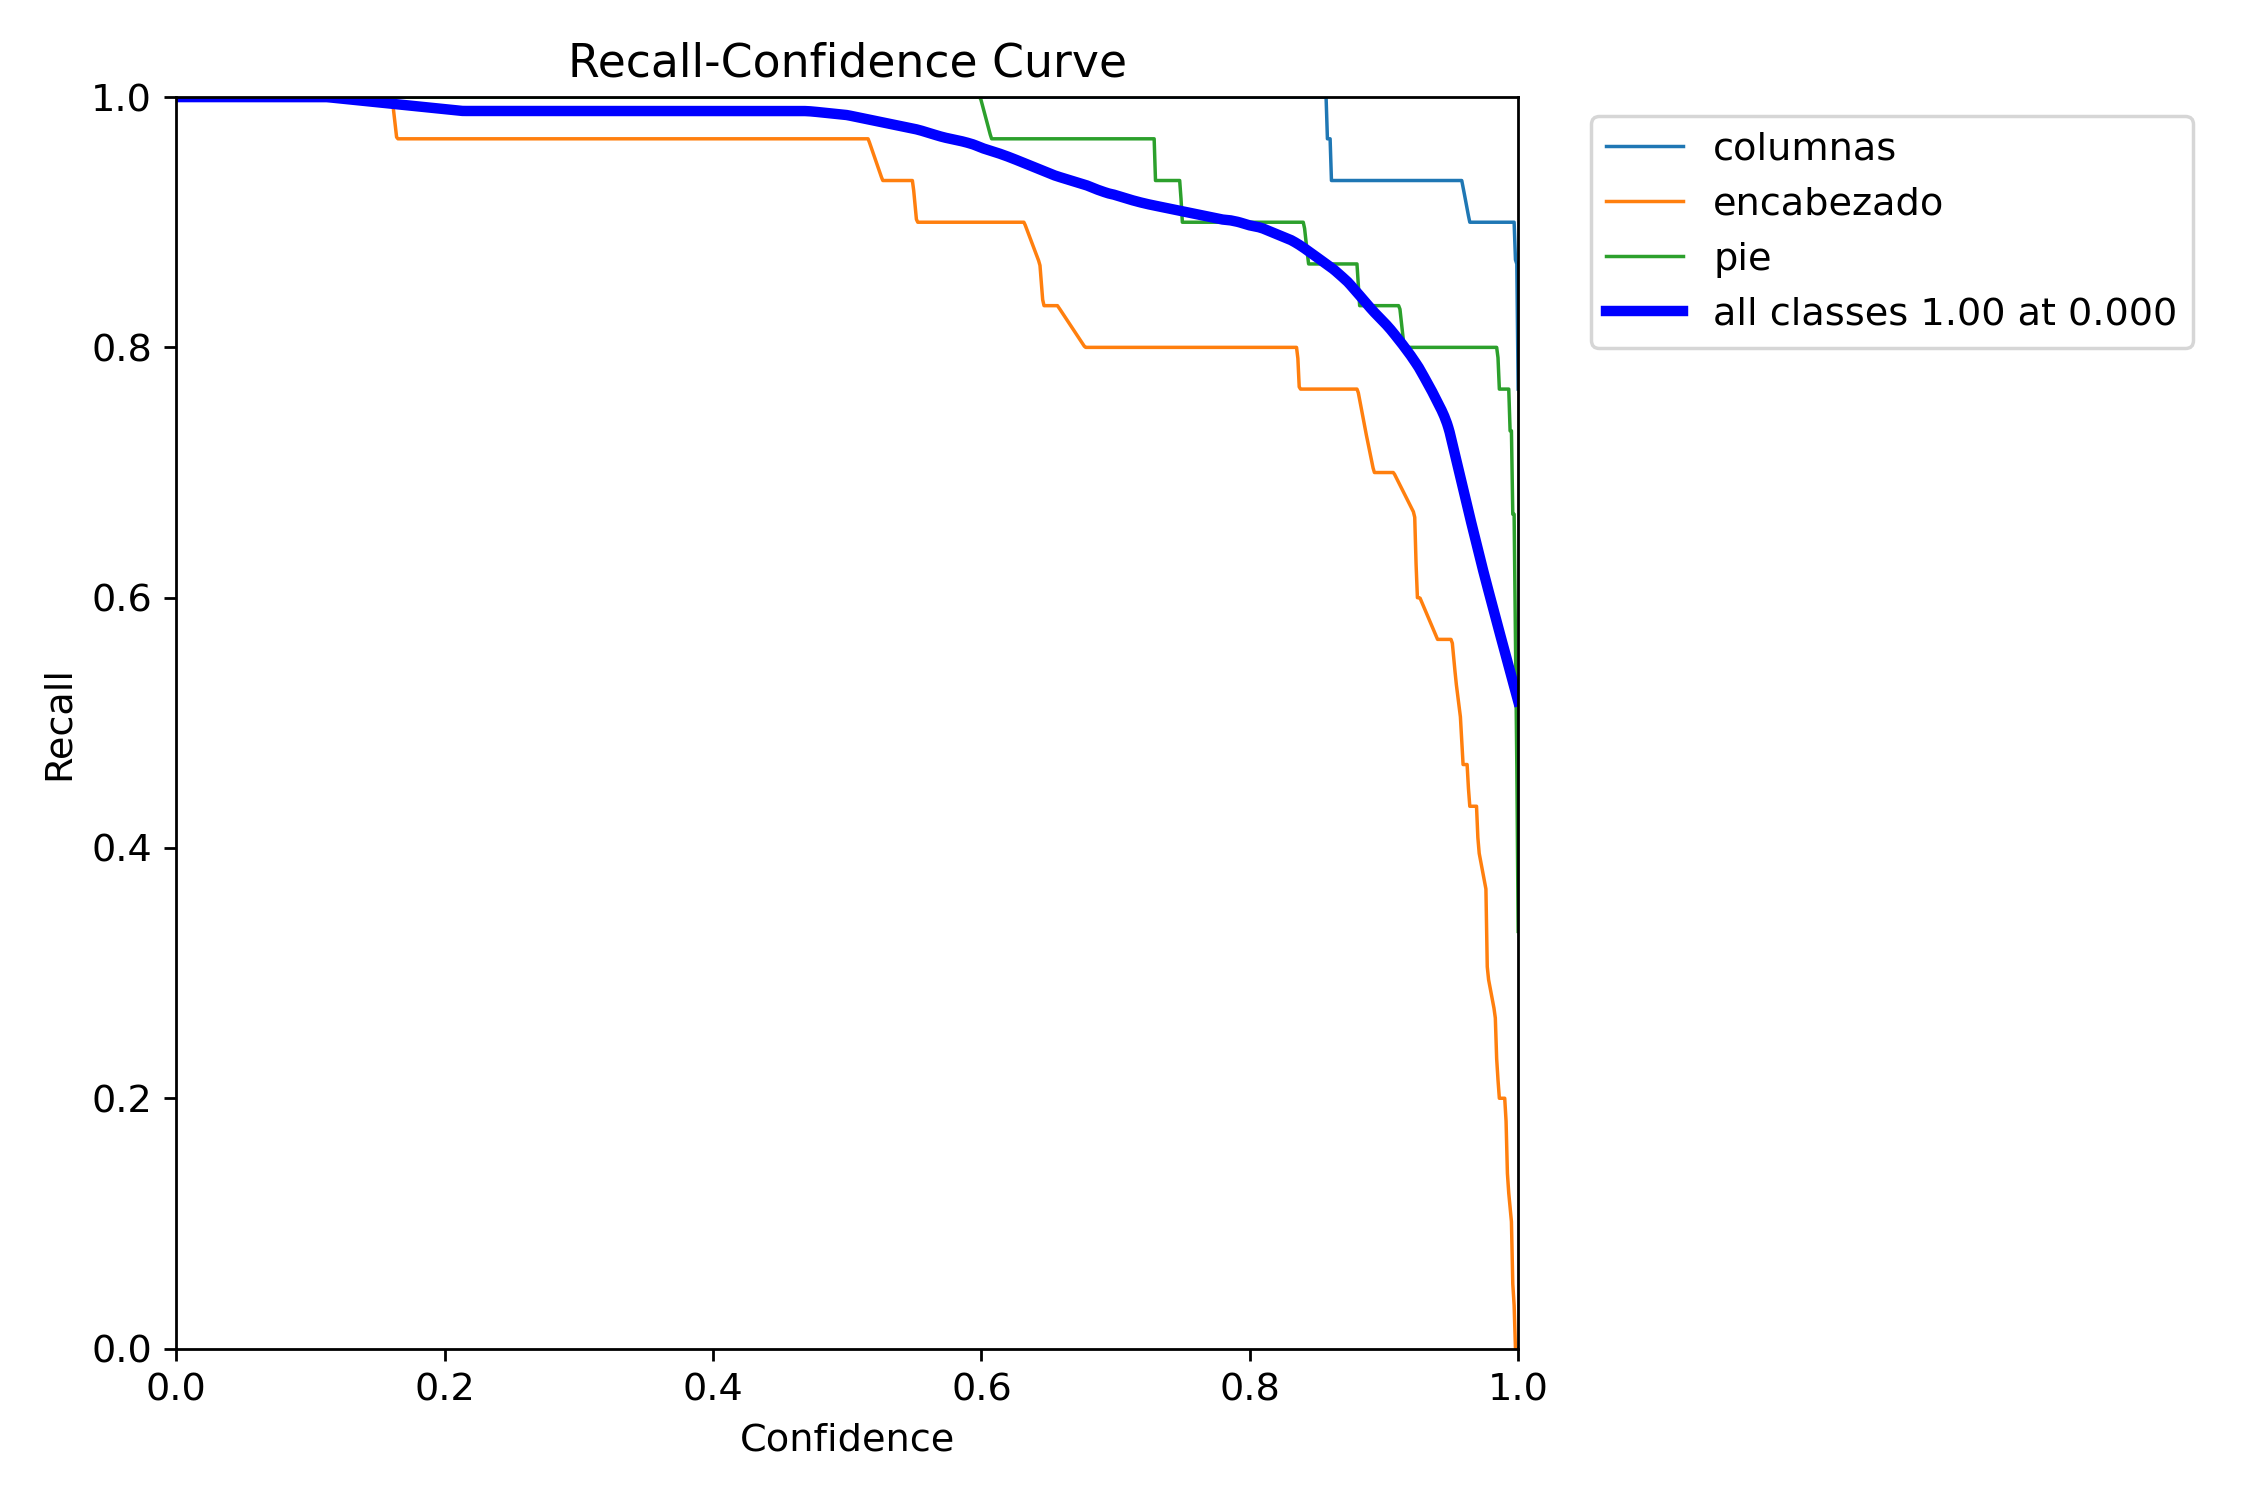 Recall-Confidence Curve
1.0
0.8
0.6
0.4
0.2
0.0
Recall
0.0 0.2 0.4 0.6 0.8 1.0
Confidence
columnas
encabezado
pie
all classes 1.00 at 0.000